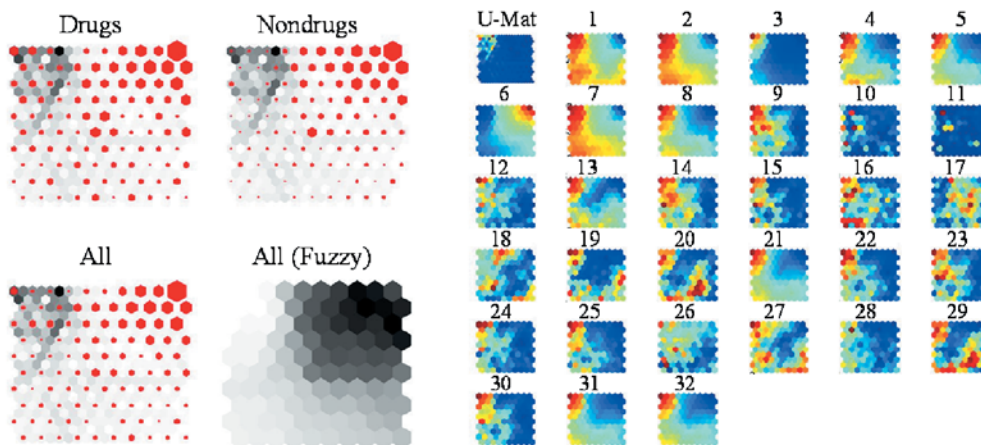 Drugs Nondrugs
All All (Fuzzy)
U-Mat 1 2 3 4 5
6 7 8 9 10 11
12 13 14 15 16 17
18 19 20 21 22 23
24 25 26 27 28 29
30 31 32